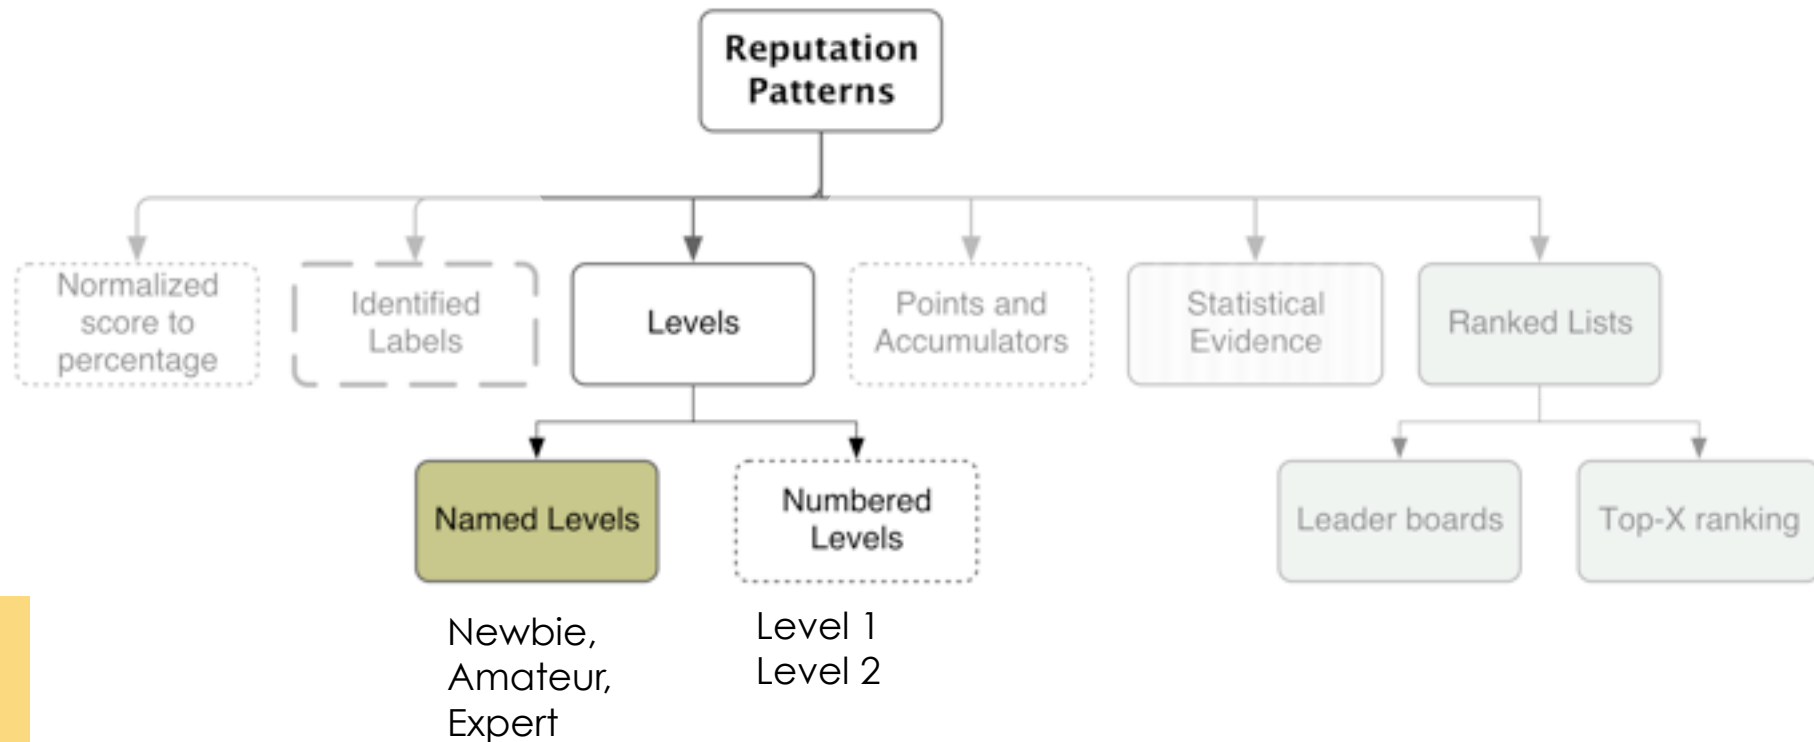 Reputation
Patterns
Normalized
score to
percentage
Identified
Labels
Levels
Points and
Accumulators
Statistical
Evidence
Ranked Lists
Named Levels
Numbered
Levels
Leader boards
Top-X ranking
Newbie,
Amateur,
Expert
Level 1
Level 2